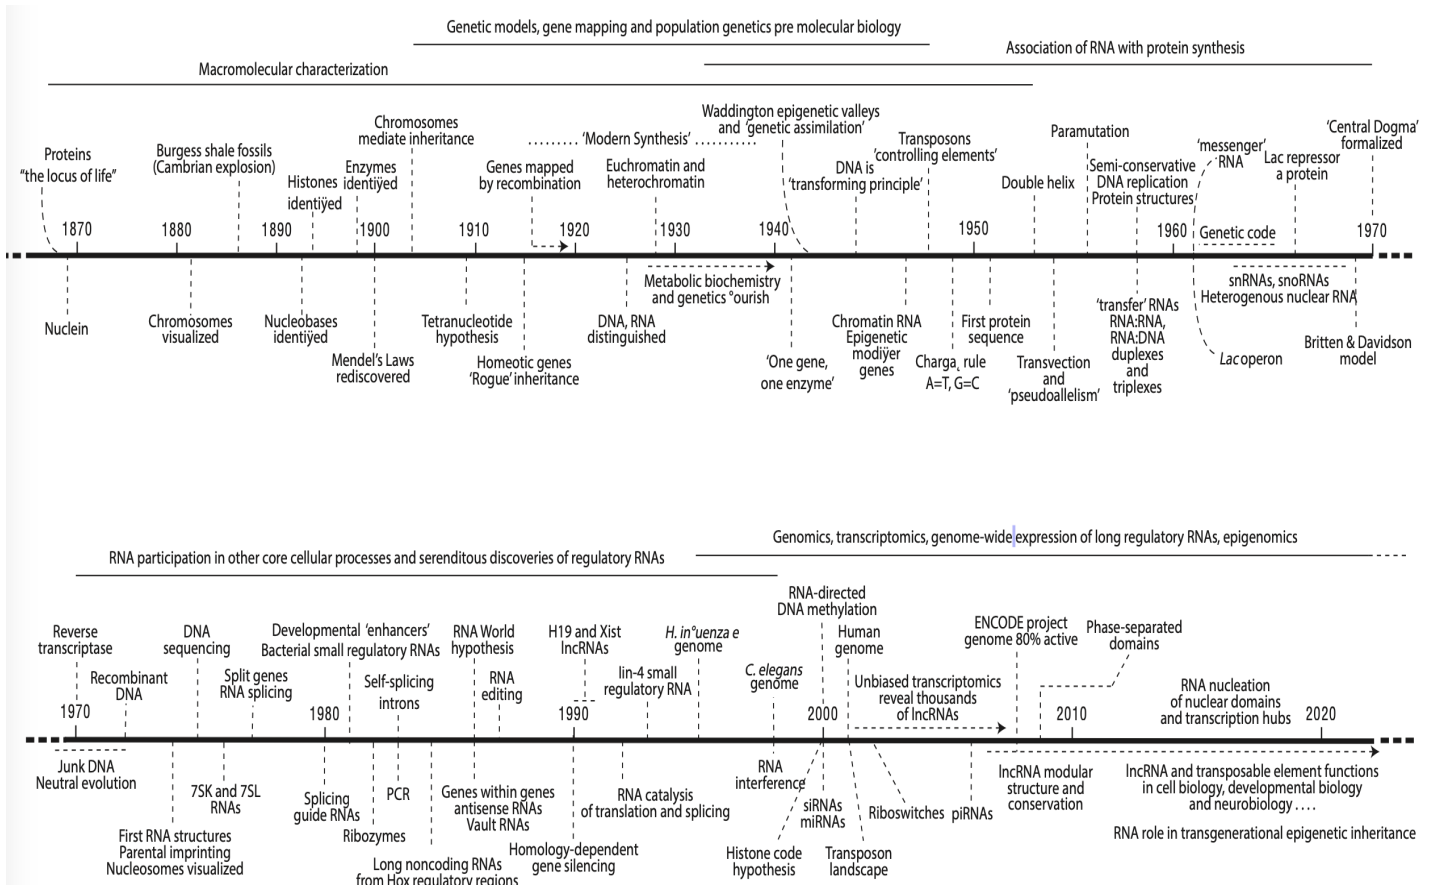 Genetic models, gene mapping and population genetics pre molecular biology
Association of RNA with protein synthesis
Macromolecular characterization
Proteins
“the locus of life”
Burgess shale fossils
(Cambrian explosion)
Histones
identiÿed
Enzymes
identiÿed
Chromosomes
mediate inheritance
Genes mapped
by recombination
........ ‘Modern Synthesis’ ..........
Euchromatin and
heterochromatin
Waddington epigenetic valleys
and ‘genetic assimilation’
DNA is
‘transforming principle’
Transposons
‘controlling elements’
Double helix
Paramutation
Semi-conservative
DNA replication
Protein structures
‘messenger’
RNA
Genetic code
Lac repressor
a protein
‘Central Dogma’
formalized
1870
1880
1890
1900
1910
1920
1930
1940
1950
1960
1970
Nuclein
Chromosomes
visualized
Nucleobases
identiÿed
Mendel’s Laws
rediscovered
Tetranucleotide
hypothesis
Homeotic genes
‘Rogue’ inheritance
DNA, RNA
distinguished
Metabolic biochemistry
and genetics °ourish
‘One gene,
one enzyme’
Chromatin RNA
Epigenetic
modiÿer
genes
Charga˛ rule
A=T, G=C
First protein
sequence
Transvection
and
‘pseudoallelism’
‘transfer’ RNAs
RNA:RNA,
RNA:DNA
duplexes
and
triplexes
Lac operon
snRNAs, snoRNAs
Heterogenous nuclear RNA
Britten & Davidson
model
Genomics, transcriptomics, genome-wide expression of long regulatory RNAs, epigenomics
RNA participation in other core cellular processes and serenditous discoveries of regulatory RNAs
Reverse
transcriptase
Recombinant
DNA
DNA
sequencing
Split genes
RNA splicing
Developmental ‘enhancers’
Bacterial small regulatory RNAs
Self-splicing
introns
RNA World
hypothesis
RNA
editing
H19 and Xist
lncRNAs
lin-4 small
regulatory RNA
H. in°uenza e
genome
C. elegans
genome
RNA-directed
DNA methylation
Human
genome
Unbiased transcriptomics
reveal thousands
of lncRNAs
ENCODE project
genome 80% active
Phase-separated
domains
RNA nucleation
of nuclear domains
and transcription hubs
1970
1980
1990
2000
2010
2020
Junk DNA
Neutral evolution
First RNA structures
Parental imprinting
Nucleosomes visualized
7SK and 7SL
RNAs
Splicing
guide RNAs
Ribozymes
PCR
Long noncoding RNAs
from Hox regulatory regions
Genes within genes
antisense RNAs
Vault RNAs
Homology-dependent
gene silencing
RNA catalysis
of translation and splicing
RNA
interference
Histone code
hypothesis
siRNAs
miRNAs
Transposon
landscape
Riboswitches
piRNAs
lncRNA modular
structure and
conservation
lncRNA and transposable element functions
in cell biology, developmental biology
and neurobiology ....
RNA role in transgenerational epigenetic inheritance